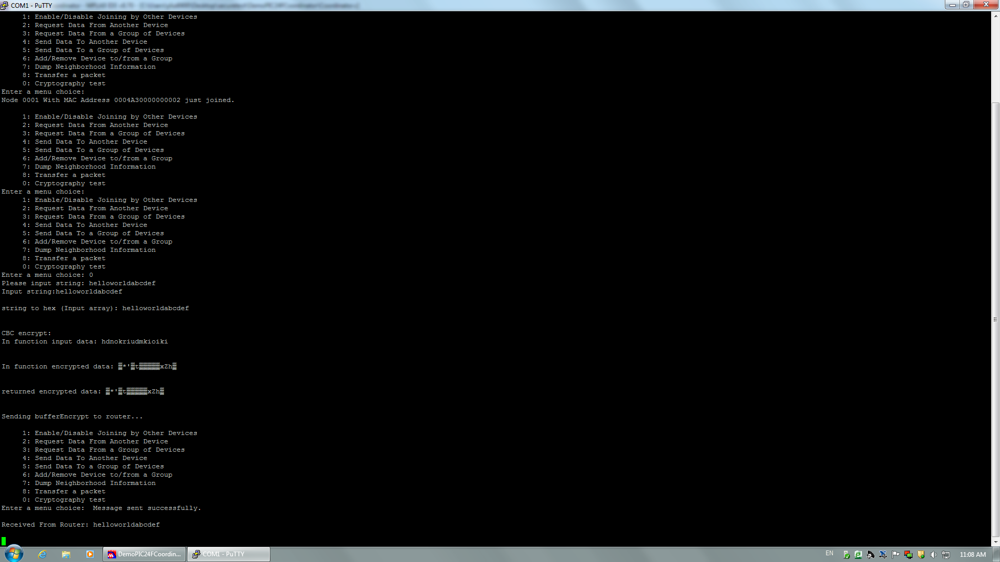 COM1 - PuTTY
1: Enable/Disable Joining by Other Devices
2: Request Data From Another Device
3: Request Data From a Group of Devices
4: Send Data To Another Device
5: Send Data To a Group of Devices
6: Add/Remove Device to/from a Group
7: Dump Neighborhood Information
8: Transfer a packet
0: Cryptography test
Enter a menu choice:
Node 0001 With MAC Address 0004A30000000002 just joined.
1: Enable/Disable Joining by Other Devices
2: Request Data From Another Device
3: Request Data From a Group of Devices
4: Send Data To Another Device
5: Send Data To a Group of Devices
6: Add/Remove Device to/from a Group
7: Dump Neighborhood Information
8: Transfer a packet
0: Cryptography test
Enter a menu choice:
1: Enable/Disable Joining by Other Devices
2: Request Data From Another Device
3: Request Data From a Group of Devices
4: Send Data To Another Device
5: Send Data To a Group of Devices
6: Add/Remove Device to/from a Group
7: Dump Neighborhood Information
8: Transfer a packet
0: Cryptography test
Enter a menu choice: 0
Please input string: helloworldabcdef
Input string:helloworldabcdef
string to hex (Input array): helloworldabcdef
CBC encrypt:
In function input data: hdnokriudmkioiki
In function encrypted data: ▒*'▒t▒▒▒▒▒xZh▒
returned encrypted data: ▒*'▒t▒▒▒▒▒xZh▒
Sending bufferEncrypt to router...
1: Enable/Disable Joining by Other Devices
2: Request Data From Another Device
3: Request Data From a Group of Devices
4: Send Data To Another Device
5: Send Data To a Group of Devices
6: Add/Remove Device to/from a Group
7: Dump Neighborhood Information
8: Transfer a packet
0: Cryptography test
Enter a menu choice:  Message sent successfully.
Received From Router: helloworldabcdef
DemoPIC24FCoordin... COM1 - PuTTY EN 11:08 AM